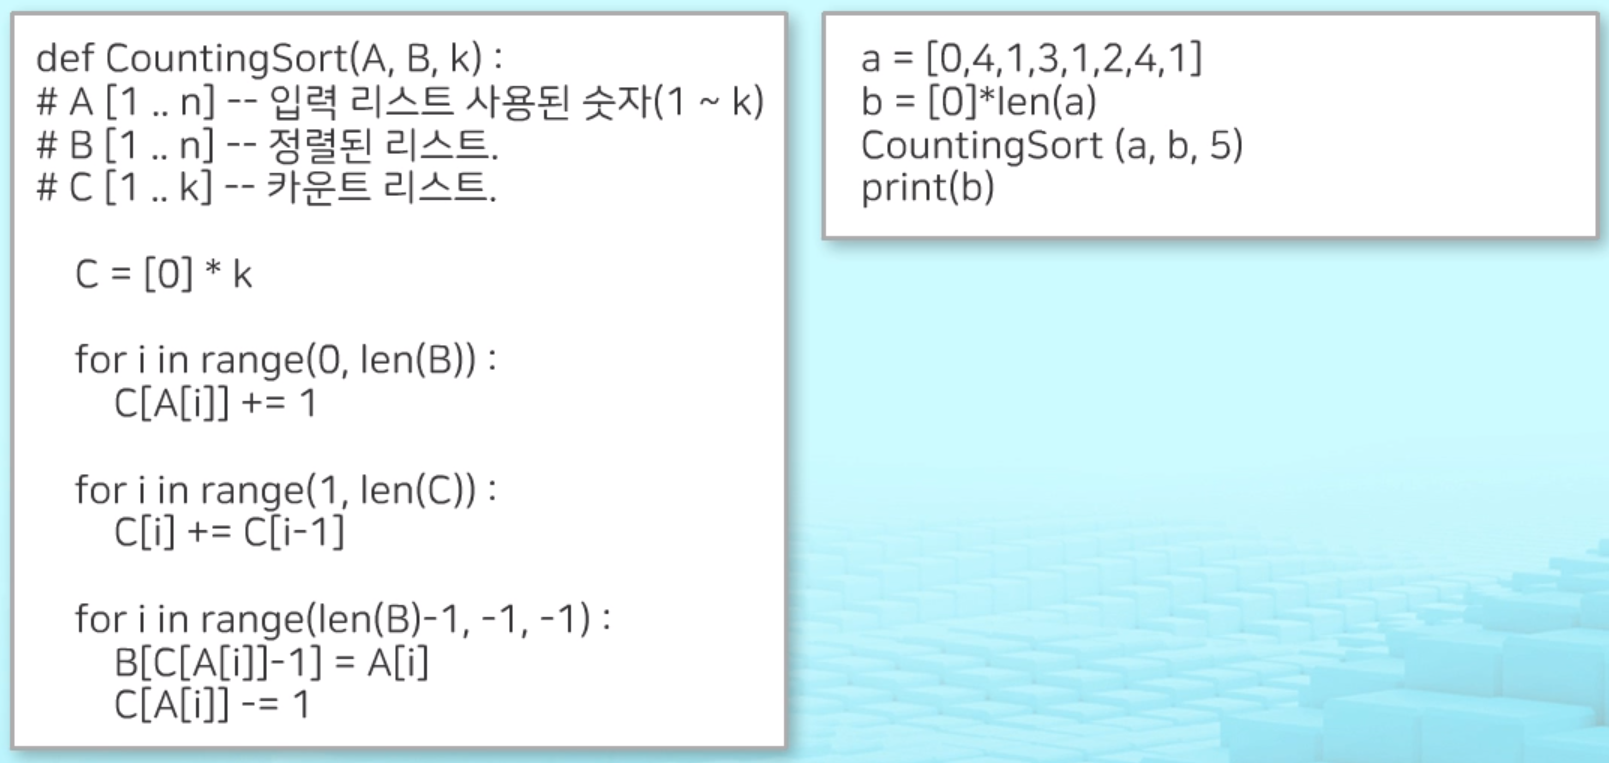 def CountingSort(A, B, k) :
# A [1 .. n] -- 입력 리스트 사용된 숫자(1 ~ k)
# B [1 .. n] -- 정렬된 리스트.
# C [1 .. k] -- 카운트 리스트.
C = [0] * k
for i in range(0, len(B)) :
C[A[i]] += 1
for i in range(1, len(C)) :
C[i] += C[i-1]
for i in range(len(B)-1, -1, -1) :
B[C[A[i]]-1] = A[i]
C[A[i]] -= 1
a = [0,4,1,3,1,2,4,1]
b = [0]*len(a)
CountingSort (a, b, 5)
print(b)